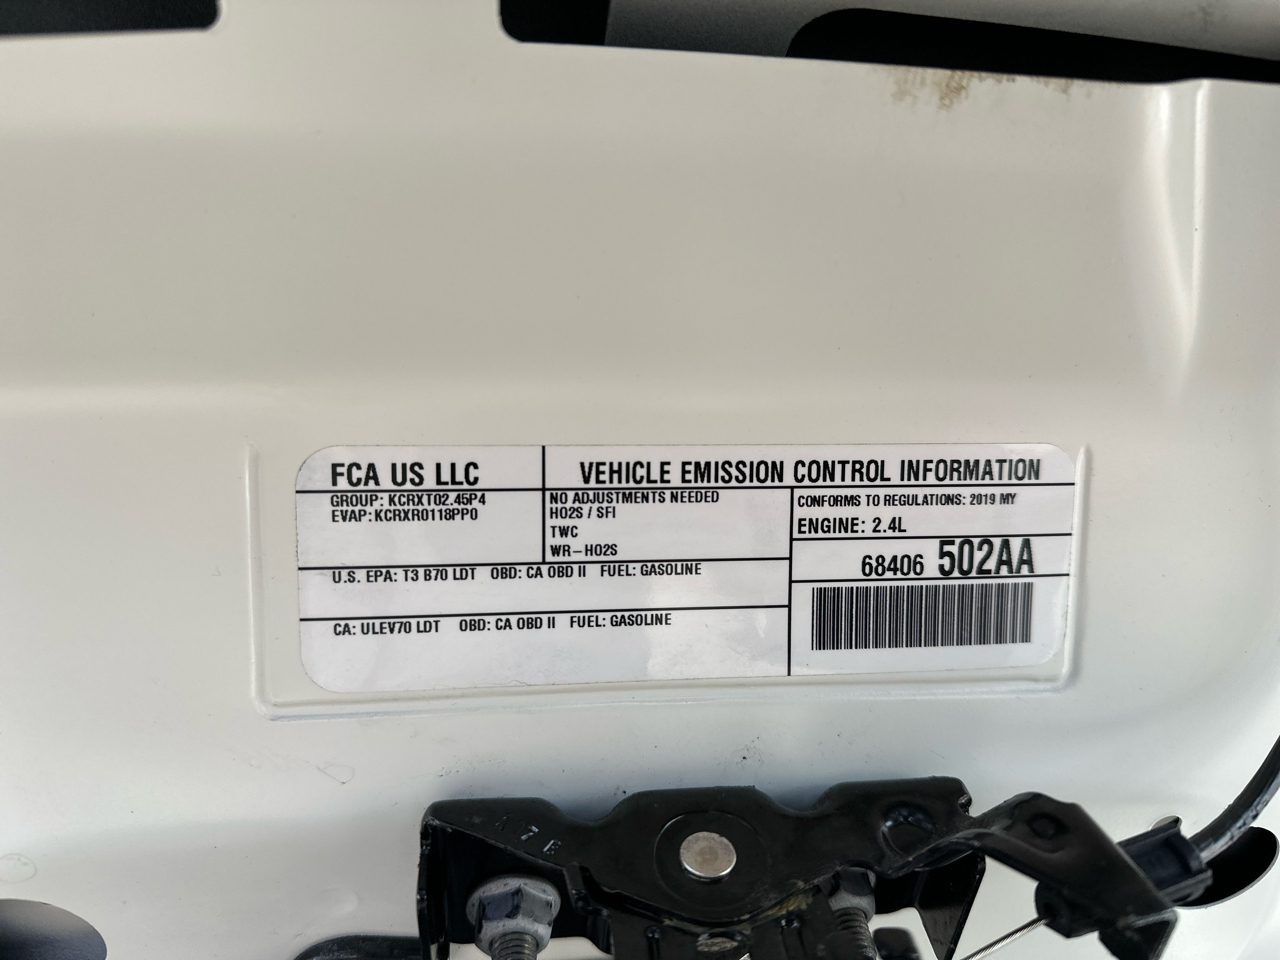 FCA US LLC
VEHICLE EMISSION CONTROL INFORMATION
GROUP: KCRXT02.45P4
EVAP: KCRXR0118PP0
NO ADJUSTMENTS NEEDED
HO2S / SFI
TWC
WR-HO2S
CONFORMS TO REGULATIONS: 2019 MY
ENGINE: 2.4L
68406 502AA
U.S. EPA: T3 B70 LDT OBD: CA OBD II FUEL: GASOLINE
CA: ULEV70 LDT OBD: CA OBD II FUEL: GASOLINE